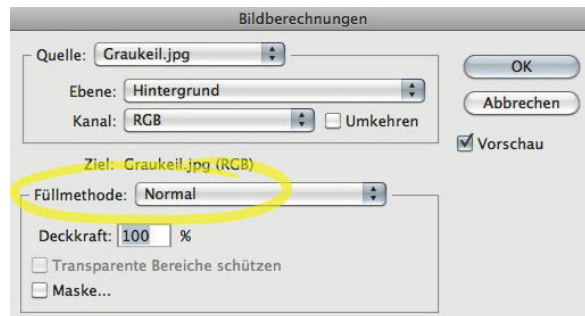 Bildberechnungen
Quelle: Graukeil.jpg
OK
Ebene: Hintergrund
Abbrechen
Kanal: RGB Umkehren
Vorschau
Ziel: Graukeil.jpg (RGB)
Füllmethode: Normal
Deckkraft: 100 %
Transparente Bereiche schützen
Maske...